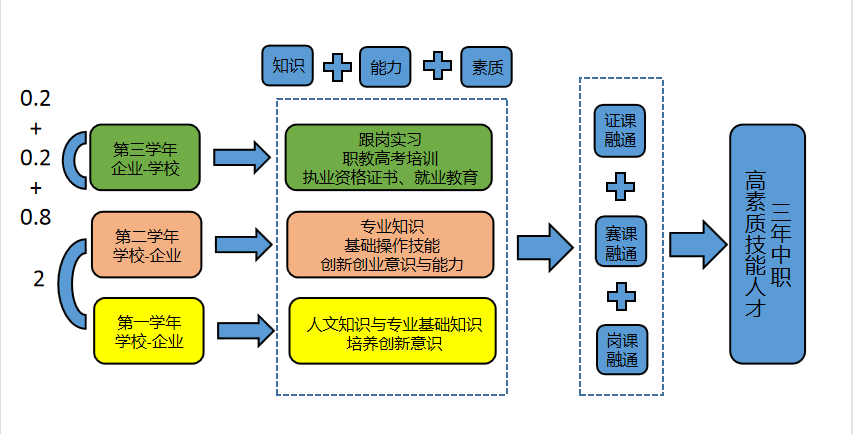 知识
能力
素质
0.2
+
0.2
+
0.8
2
第三学年
企业-学校
跟岗实习
职教高考培训
执业资格证书、就业教育
第二学年
学校-企业
专业知识
基础操作技能
创新创业意识与能力
第一学年
学校-企业
人文知识与专业基础知识
培养创新意识
证课
融通
赛课
融通
岗课
融通
三年中职
高素质技能人才